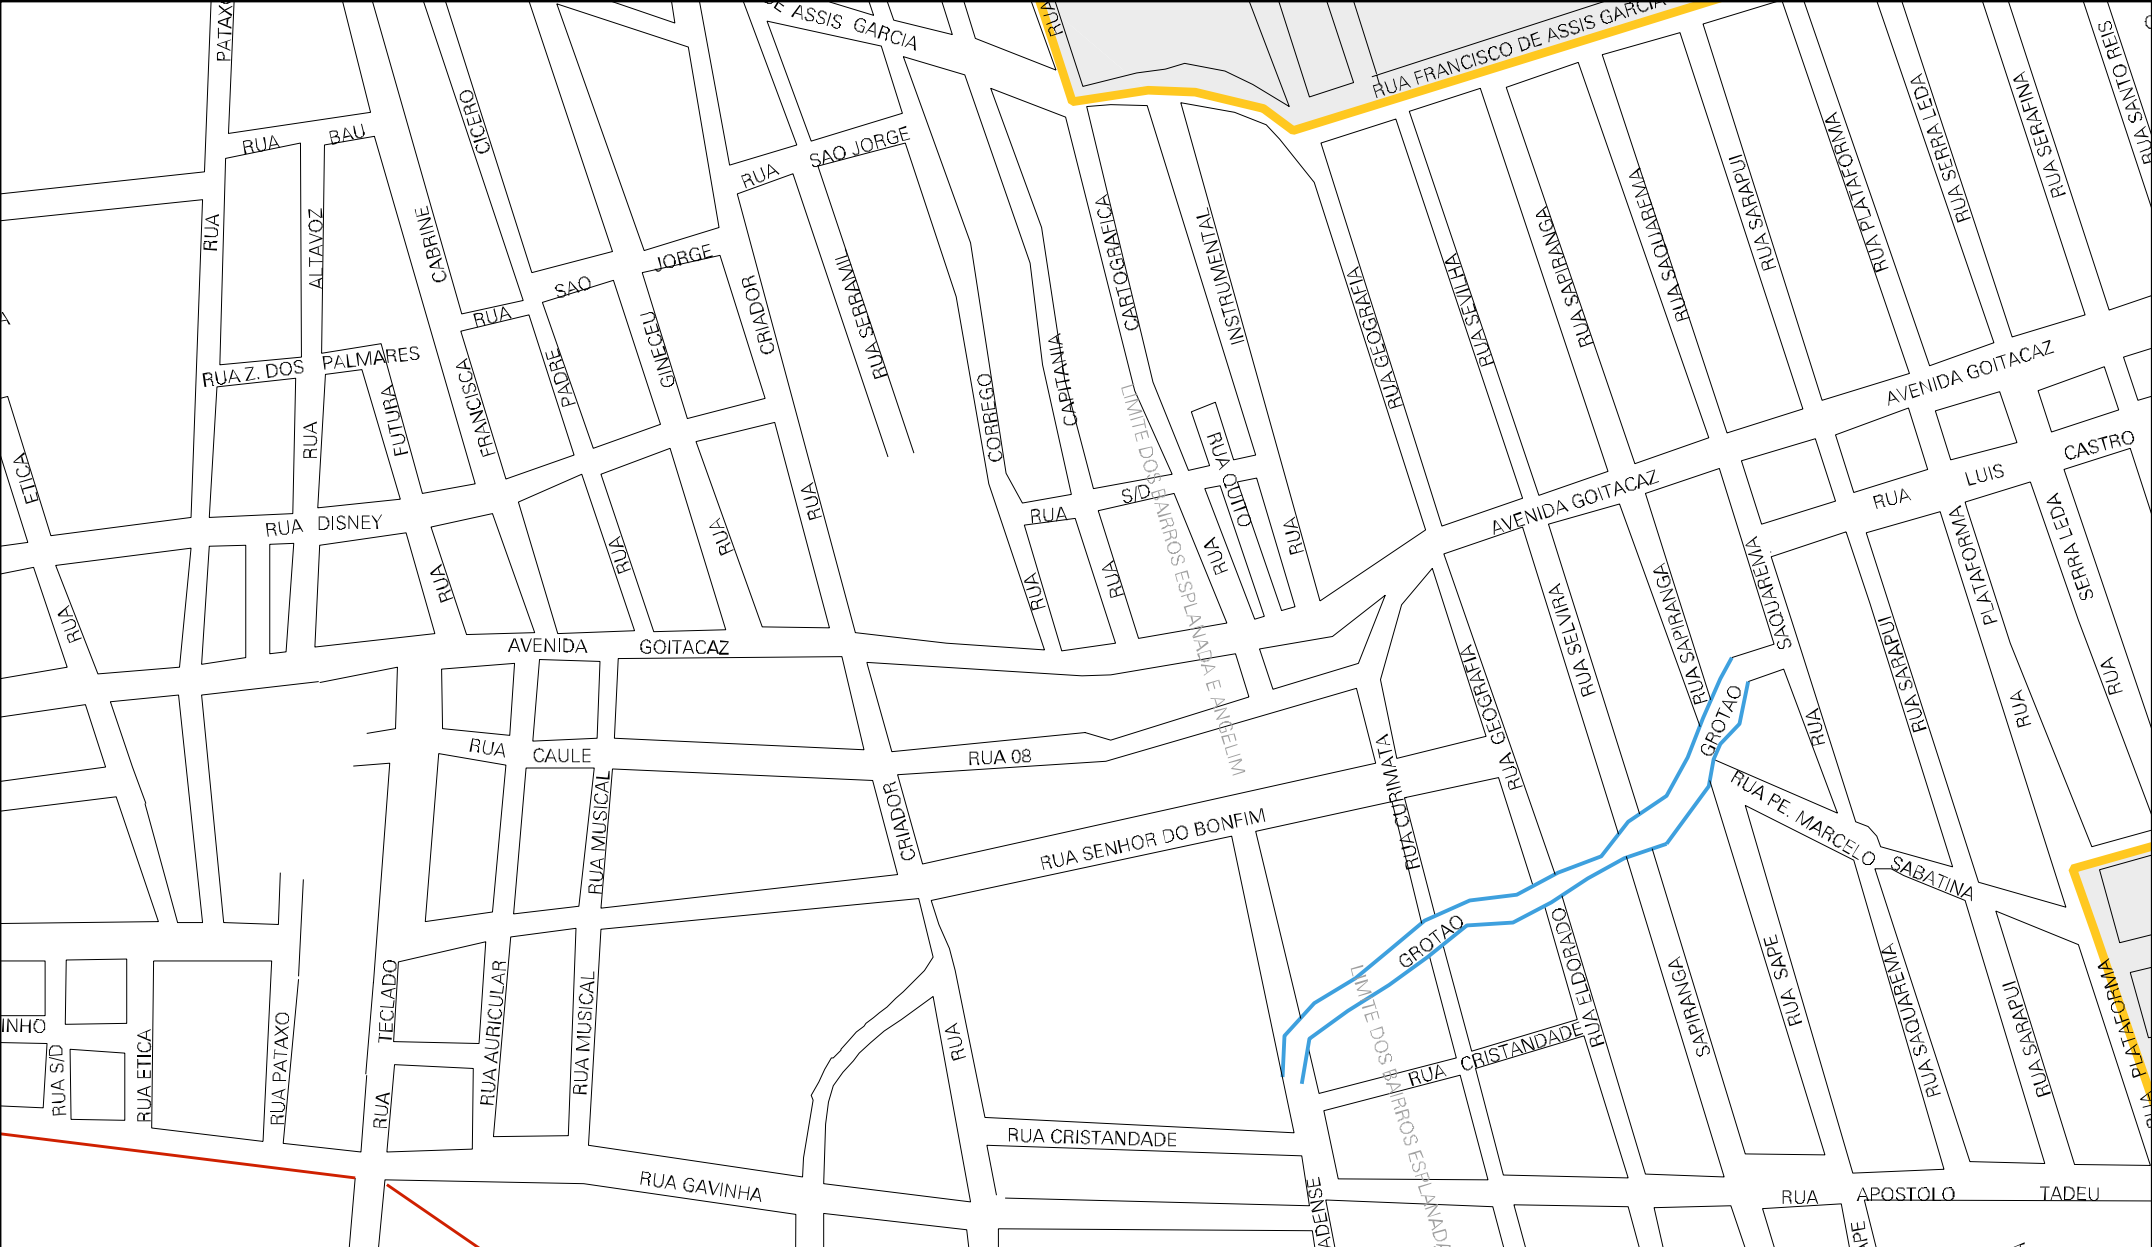 PATAXO
DE ASSIS GARCIA
RUA
RUA FRANCISCO DE ASSIS GARCIA
RUA SANTO REIS
RUA BAU
CICERO
RUA SAO JORGE
RUA SERRA LEDA
RUA SERAFINA
RUA PLATAFORMA
RUA SARAPUI
RUA SAQUAREMA
RUA SAPIRANGA
RUA SEVILHA
RUA GEOGRAFIA
INSTRUMENTAL
CARTOGRAFICA
RUA
ALTAVOZ
CABRINE
RUA SAO JORGE
CRIADOR
RUA SERRAMIL
RUA Z. DOS PALMARES
FUTURA
FRANCISCA
PADRE
GINECEU
CORREGO
CAPITANIA
AVENIDA GOITACAZ
LIMITE DOS BAIRROS ESPLANADA E ANGELIM
RUA
ETICA
RUA
RUA
RUA DISNEY
RUA S/D
RUA
OUTO
RUA
AVENIDA GOITACAZ
RUA LUIS CASTRO
RUA
RUA
RUA
RUA
RUA
RUA
RUA
RUA SELVIRA
RUA SAPIRANGA
SAQUAREMA
RUA SARAPUI
PLATAFORMA
SERRA LEDA
AVENIDA GOITACAZ
RUA GEOGRAFIA
GROTAO
RUA
RUA
RUA
RUA CAULE
RUA 08
RUA MUSICAL
CRIADOR
RUA SENHOR DO BONFIM
RUA CURIMATA
RUA PE. MARCELO SABATINA
GROTAO
RUA ELDORADO
SAPIRANGA
RUA SAPE
RUA SAQUAREMA
RUA SARAPUI
RUA PLATAFORMA
INHO
RUA S/D
RUA ETICA
RUA PATAXO
TECLADO
RUA
RUA AURICULAR
RUA MUSICAL
RUA
RUA CRISTANDADE
RUA CRISTANDADE
LIMITE DOS BAIRROS ESPLANADA
RUA GAVINHA
ADENSE
RUA APOSTOLO TADEU
APE